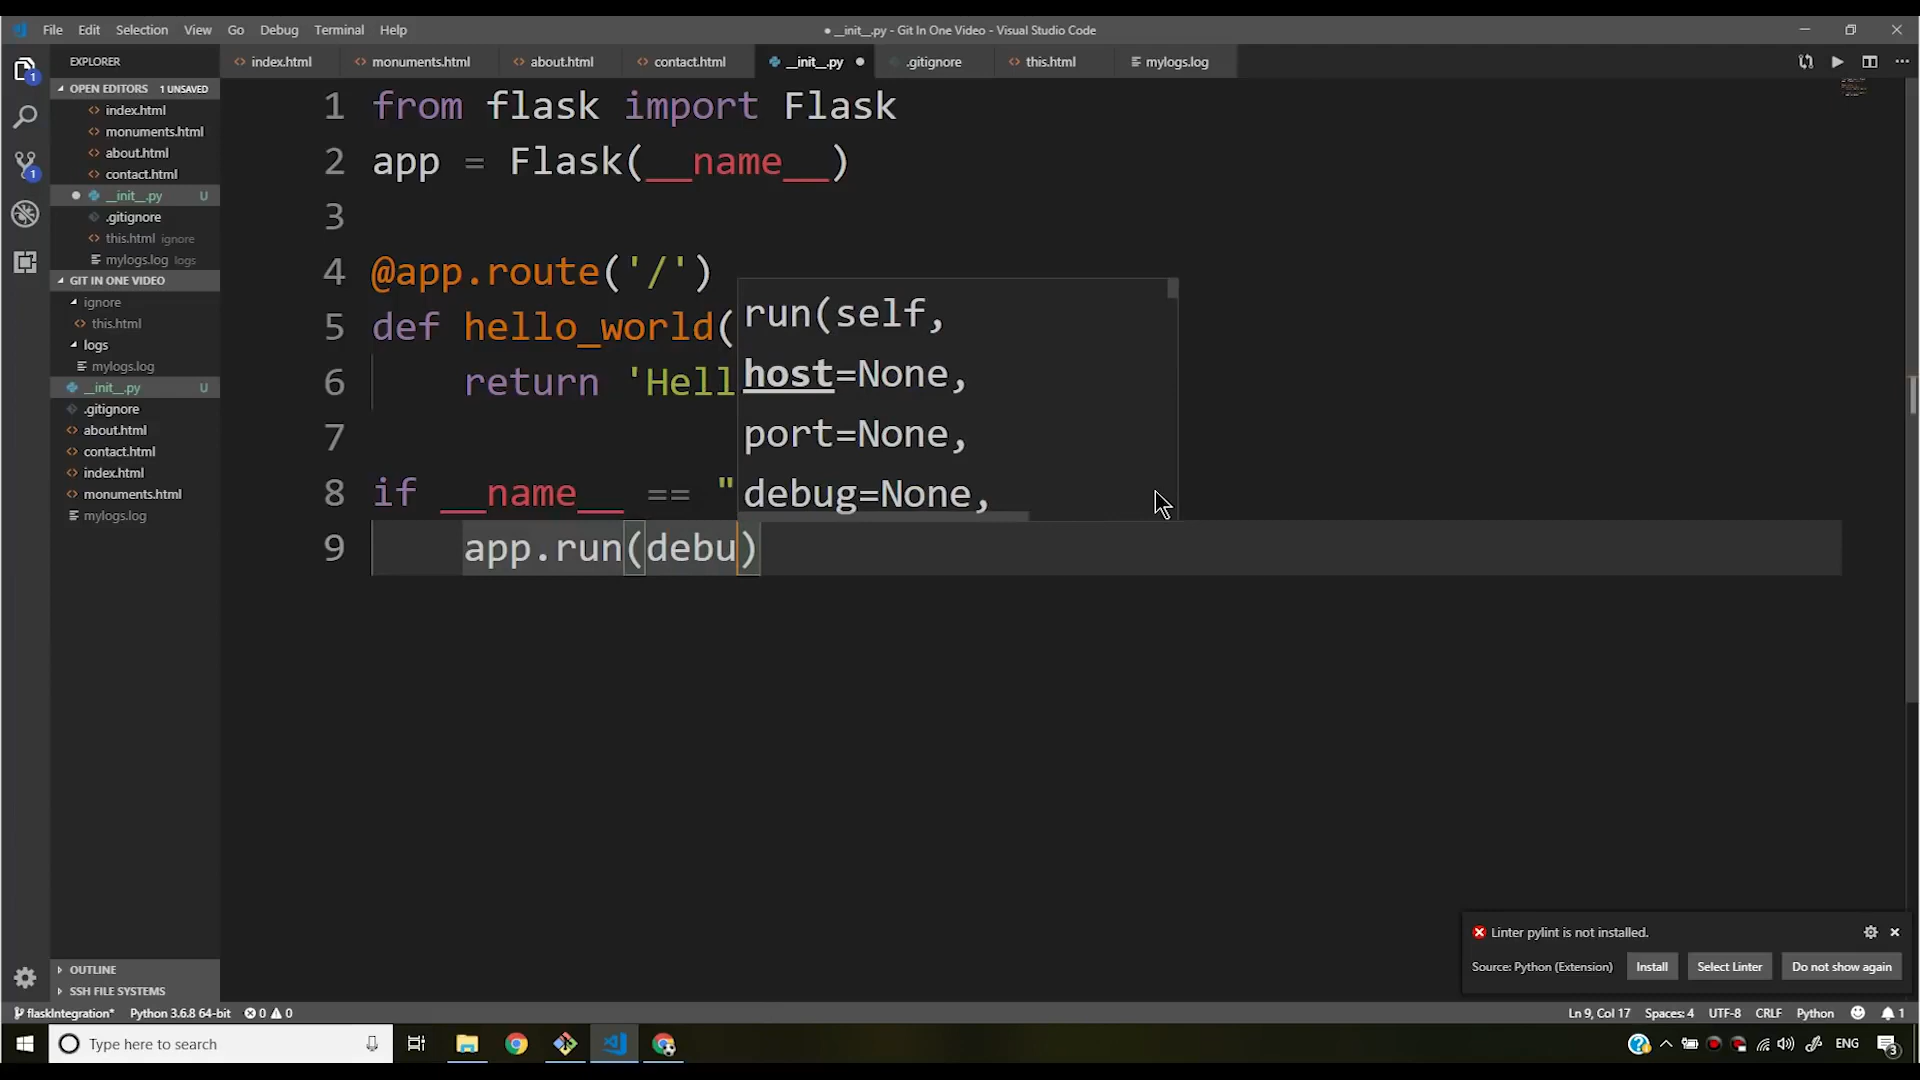 File Edit Selection View Go Debug Terminal Help
● __init__.py - Git In One Video - Visual Studio Code
EXPLORER
index.html monuments.html about.html contact.html __init__.py ● .gitignore this.html mylogs.log
OPEN EDITORS 1 UNSAVED
index.html
monuments.html
about.html
contact.html
● __init__.py U
.gitignore
this.html ignore
mylogs.log logs
GIT IN ONE VIDEO
ignore
this.html
logs
mylogs.log
__init__.py U
.gitignore
about.html
contact.html
index.html
monuments.html
mylogs.log
OUTLINE
SSH FILE SYSTEMS
1
1
1 from flask import Flask
2 app = Flask(__name__)
3
4 @app.route('/')
5 def hello_world(
6 return 'Hell
7
8 if __name__ == "
9 app.run(debu)
run(self,
host=None,
port=None,
debug=None,
Linter pylint is not installed.
Source: Python (Extension) Install Select Linter Do not show again
flaskIntegration* Python 3.6.8 64-bit 0 0 Ln 9, Col 17 Spaces: 4 UTF-8 CRLF Python 1
Type here to search
ENG 3